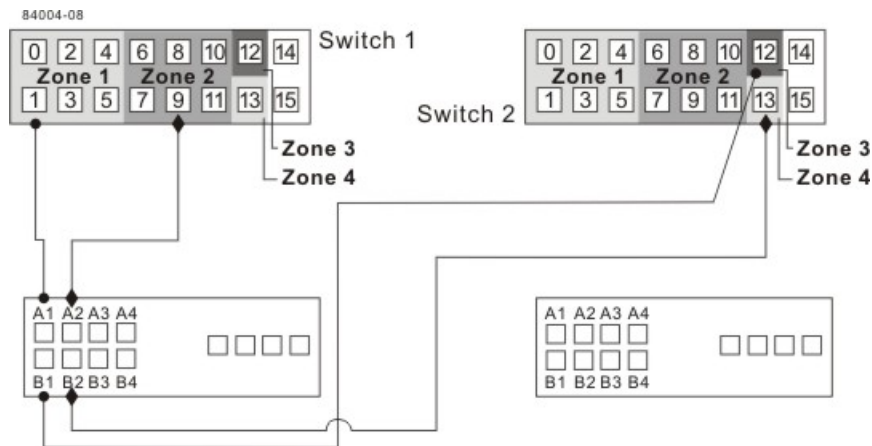 84004-08
0 2 4 6 8 10 12 14
Zone 1 Zone 2
1 3 5 7 9 11 13 15
Switch 1
Zone 3
Zone 4
0 2 4 6 8 10 12 14
Zone 1 Zone 2
1 3 5 7 9 11 13 15
Switch 2
Zone 3
Zone 4
A1 A2 A3 A4
B1 B2 B3 B4
A1 A2 A3 A4
B1 B2 B3 B4